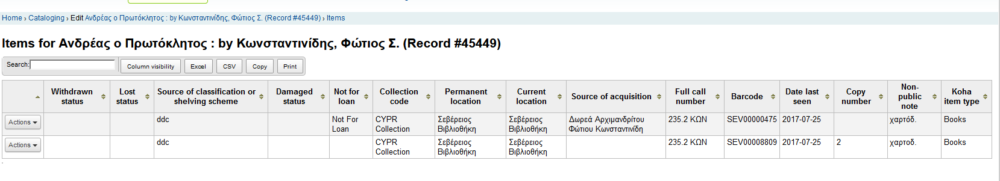 Home › Cataloging › Edit Ανδρέας ο Πρωτόκλητος : by Κωνσταντινίδης, Φώτιος Σ. (Record #45449) › Items
Items for Ανδρέας ο Πρωτόκλητος : by Κωνσταντινίδης, Φώτιος Σ. (Record #45449)
Search: Column visibility Excel CSV Copy Print
Withdrawn status Lost status Source of classification or shelving scheme Damaged status Not for loan Collection code Permanent location Current location Source of acquisition Full call number Barcode Date last seen Copy number Non-public note Koha item type
Actions ddc Not For Loan CYPR Collection Σεβέρειος Βιβλιοθήκη Σεβέρειος Βιβλιοθήκη Δωρεά Αρχιμανδρίτου Φώτιου Κωνσταντινίδη 235.2 ΚΩΝ SEV00000475 2017-07-25 χαρτόδ. Books
Actions ddc CYPR Collection Σεβέρειος Βιβλιοθήκη Σεβέρειος Βιβλιοθήκη 235.2 ΚΩΝ SEV00008809 2017-07-25 2 χαρτοδ. Books